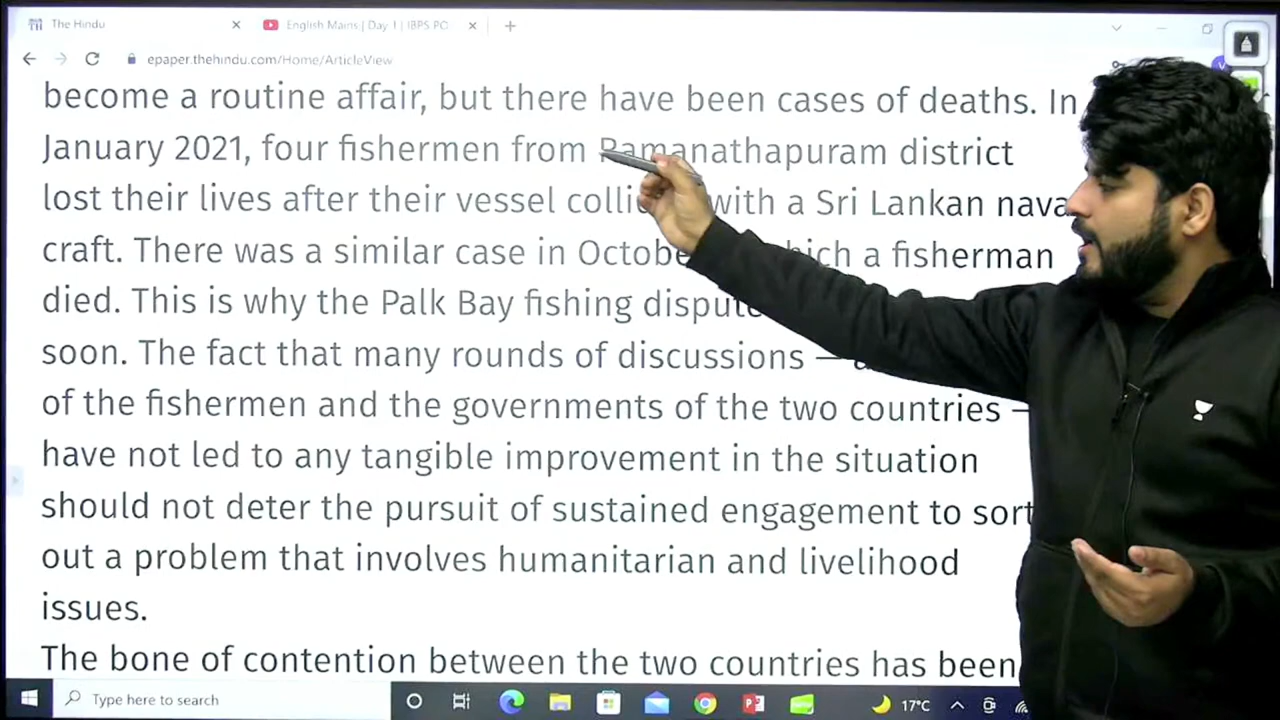 The Hindu
English Mains | Day 1 | IBPS PO
epaper.thehindu.com/Home/ArticleView
become a routine affair, but there have been cases of deaths. In
January 2021, four fishermen from Ramanathapuram district
lost their lives after their vessel colli with a Sri Lankan nava
craft. There was a similar case in Octobe ich a fisherman
died. This is why the Palk Bay fishing dispute
soon. The fact that many rounds of discussions —
of the fishermen and the governments of the two countries —
have not led to any tangible improvement in the situation
should not deter the pursuit of sustained engagement to sort
out a problem that involves humanitarian and livelihood
issues.
The bone of contention between the two countries has been
Type here to search
17°C